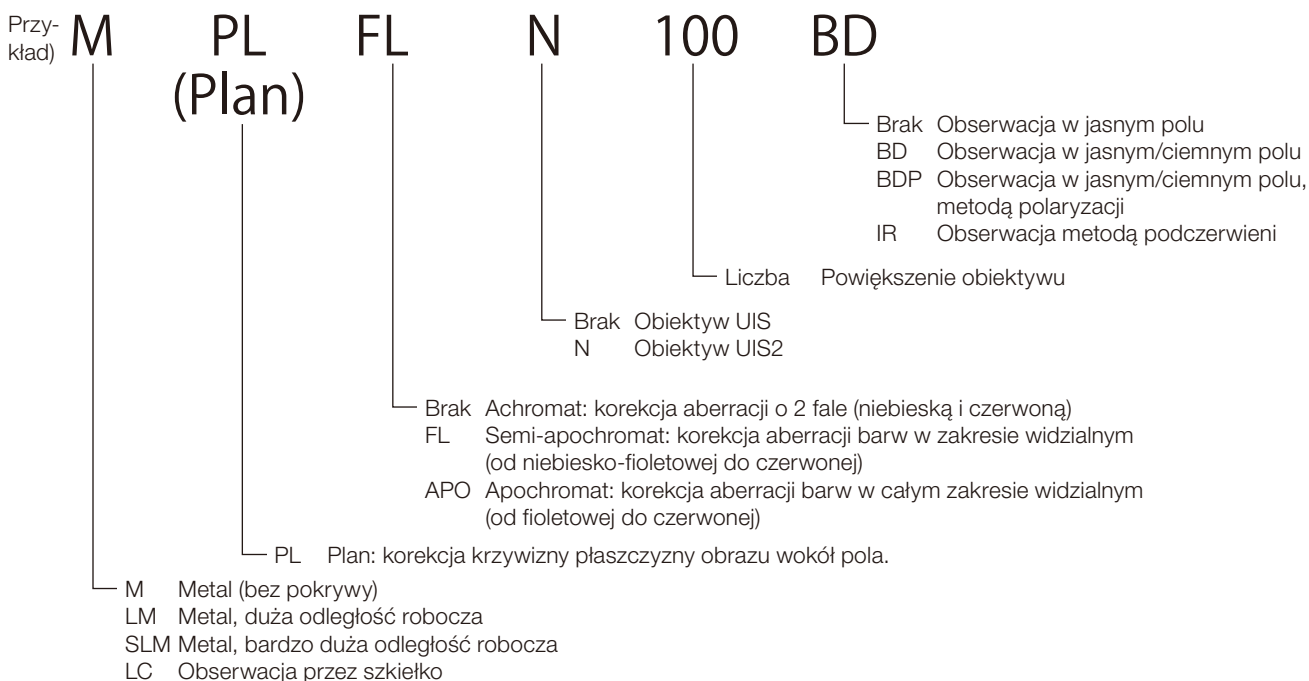 Przy-
kład) M PL FL N 100 BD
(Plan)
Brak Obserwacja w jasnym polu
BD Obserwacja w jasnym/ciemnym polu
BDP Obserwacja w jasnym/ciemnym polu,
metodą polaryzacji
IR Obserwacja metodą podczerwieni
Liczba Powiększenie obiektywu
Brak Obiektyw UIS
N Obiektyw UIS2
Brak Achromat: korekcja aberracji o 2 fale (niebieską i czerwoną)
FL Semi-apochromat: korekcja aberracji barw w zakresie widzialnym
(od niebiesko-fioletowej do czerwonej)
APO Apochromat: korekcja aberracji barw w całym zakresie widzialnym
(od fioletowej do czerwonej)
PL Plan: korekcja krzywizny płaszczyzny obrazu wokół pola.
M Metal (bez pokrywy)
LM Metal, duża odległość robocza
SLM Metal, bardzo duża odległość robocza
LC Obserwacja przez szkiełko